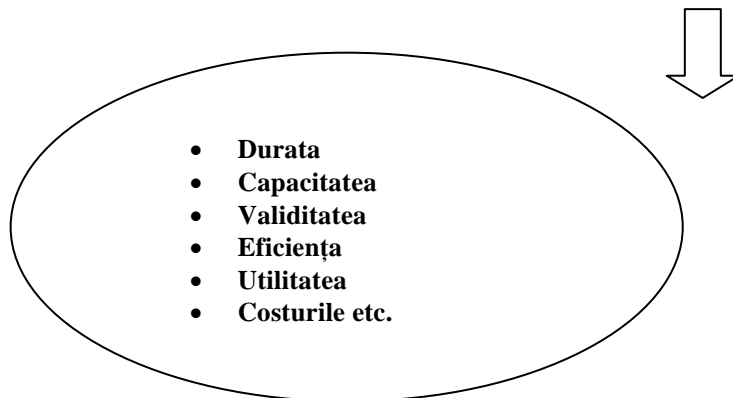 • Durata
• Capacitatea
• Validitatea
• Eficiența
• Utilitatea
• Costurile etc.